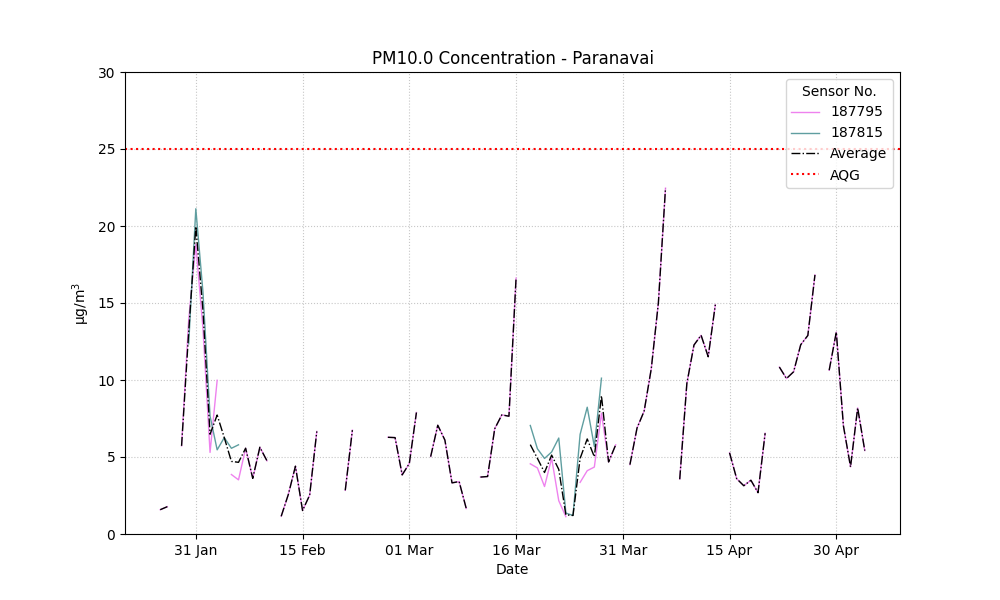 PM10.0 Concentration - Paranavai
30
25
20
15
10
5
0
µg/m³
Sensor No.
187795
187815
Average
AQG
31 Jan
15 Feb
01 Mar
16 Mar
31 Mar
15 Apr
30 Apr
Date